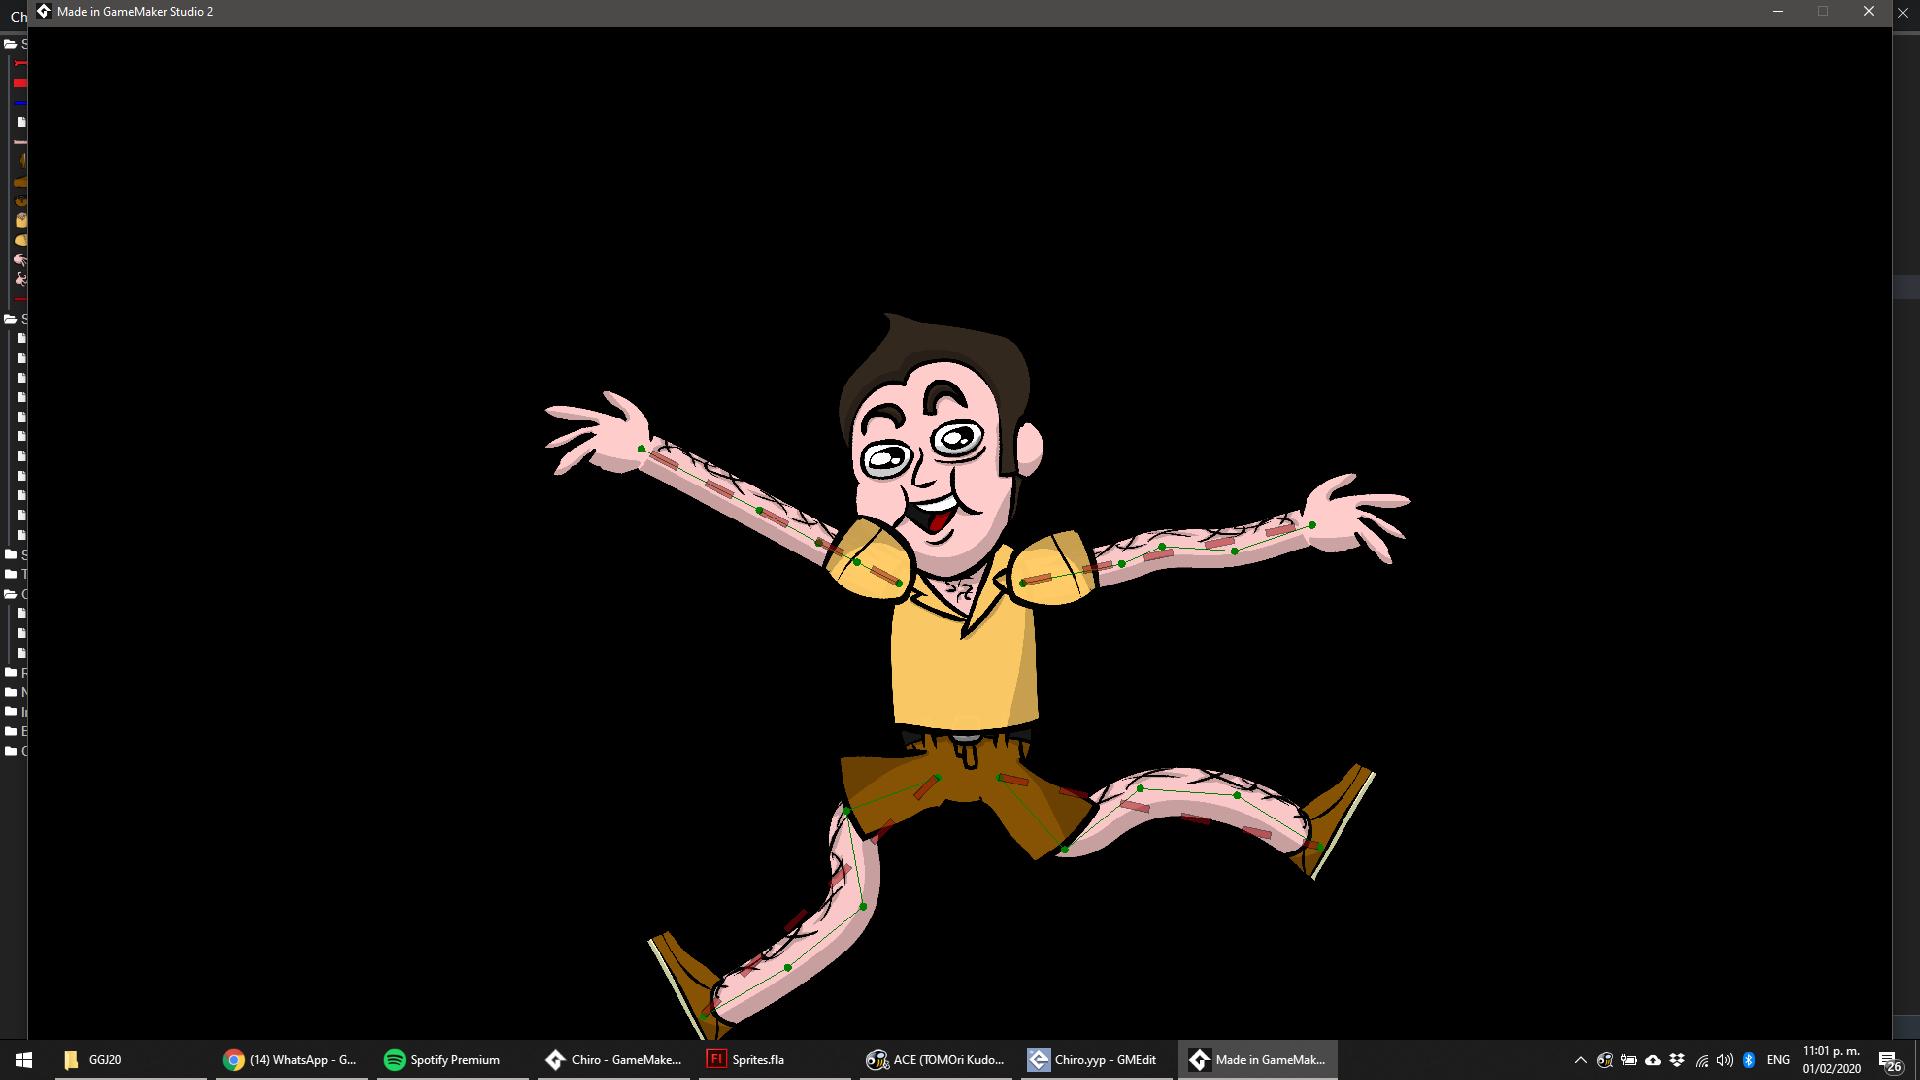 Ch
Made in GameMaker Studio 2
GGJ20
(14) WhatsApp - G...
Spotify Premium
Chiro - GameMake...
Sprites.fla
ACE (TOMOri Kudo...
Chiro.yyp - GMEdit
Made in GameMak...
ENG
11:01 p. m.
01/02/2020
26